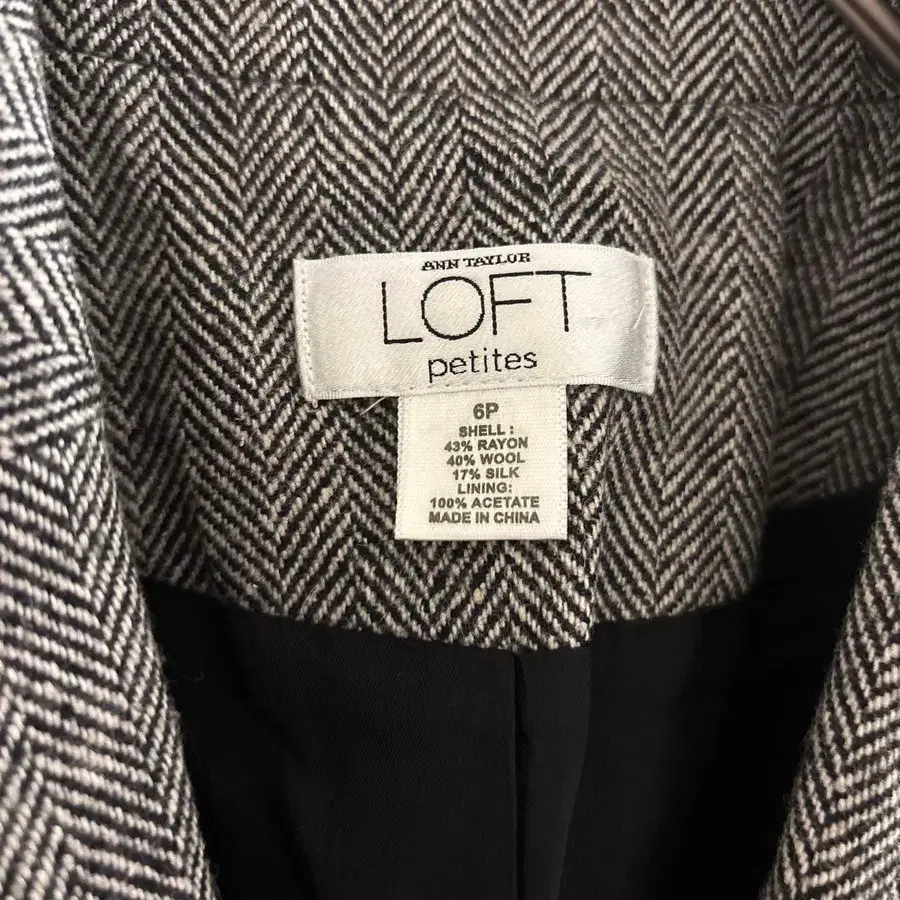 ANN TAYLOR
LOFT
petites
6P
SHELL :
43% RAYON
40% WOOL
17% SILK
LINING:
100% ACETATE
MADE IN CHINA